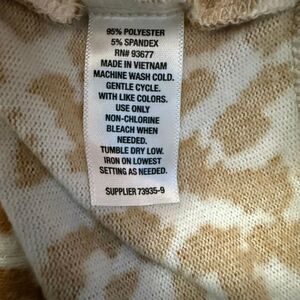 95% POLYESTER
5% SPANDEX
RN# 93677
MADE IN VIETNAM
MACHINE WASH COLD.
GENTLE CYCLE.
WITH LIKE COLORS.
USE ONLY
NON-CHLORINE
BLEACH WHEN
NEEDED.
TUMBLE DRY LOW.
IRON ON LOWEST
SETTING AS NEEDED.
SUPPLIER 73935-9